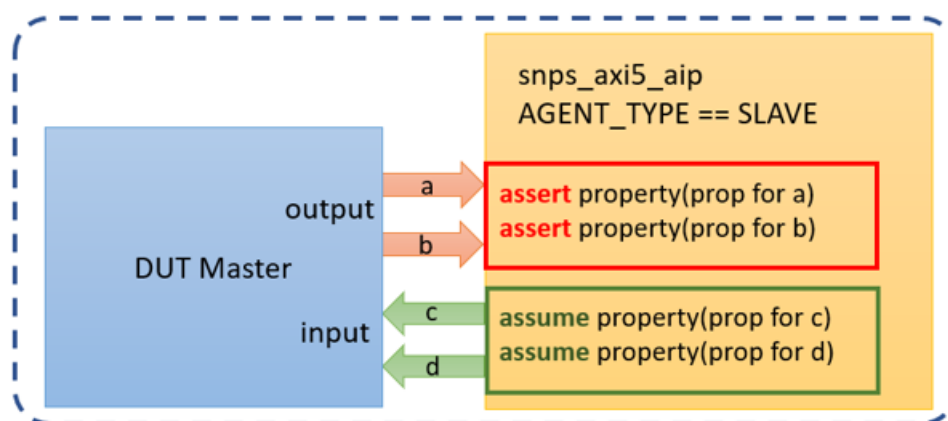 snps_axi5_aip
AGENT_TYPE == SLAVE
output
a
b
assert property(prop for a)
assert property(prop for b)
DUT Master
input
c
d
assume property(prop for c)
assume property(prop for d)